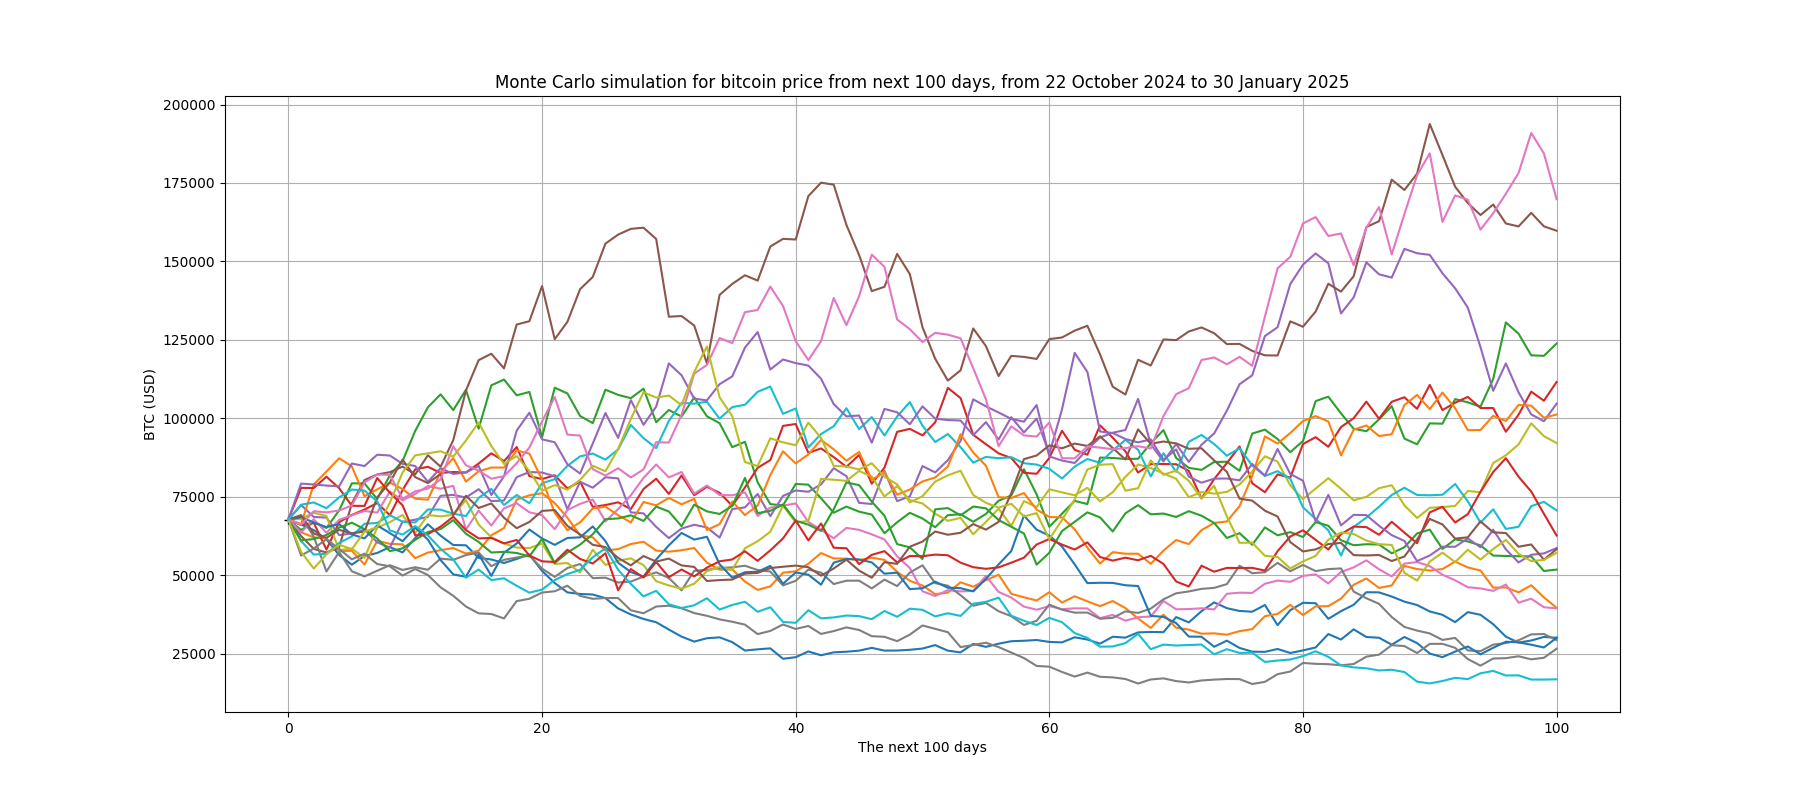 Monte Carlo simulation for bitcoin price from next 100 days, from 22 October 2024 to 30 January 2025
200000
175000
150000
125000
100000
75000
50000
25000
BTC (USD)
0 20 40 60 80 100
The next 100 days